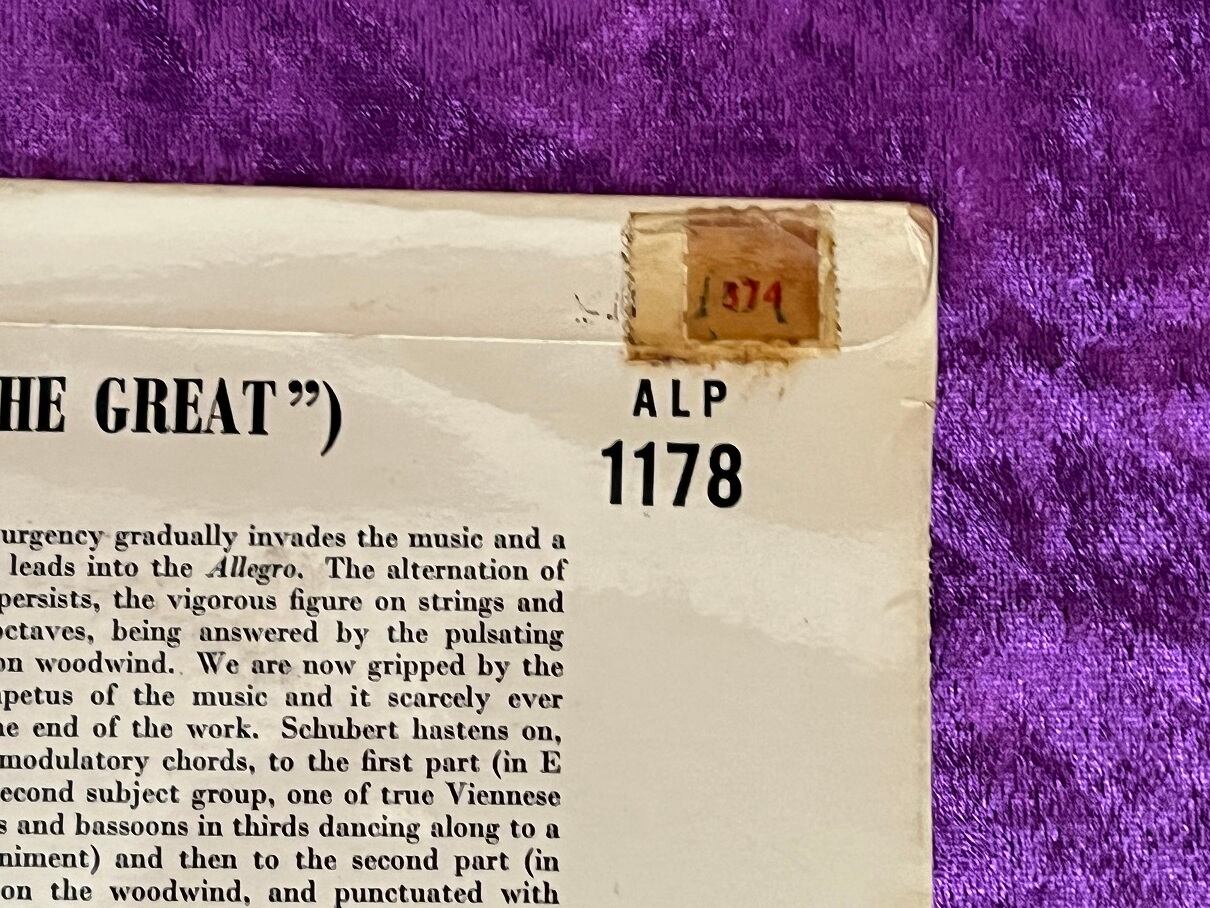 374
HE GREAT”)
ALP
1178
urgency gradually invades the music and a
leads into the Allegro. The alternation of
persists, the vigorous figure on strings and
octaves, being answered by the pulsating
on woodwind. We are now gripped by the
petus of the music and it scarcely ever
e end of the work. Schubert hastens on,
modulatory chords, to the first part (in E
econd subject group, one of true Viennese
s and bassoons in thirds dancing along to a
niment) and then to the second part (in
on the woodwind, and punctuated with